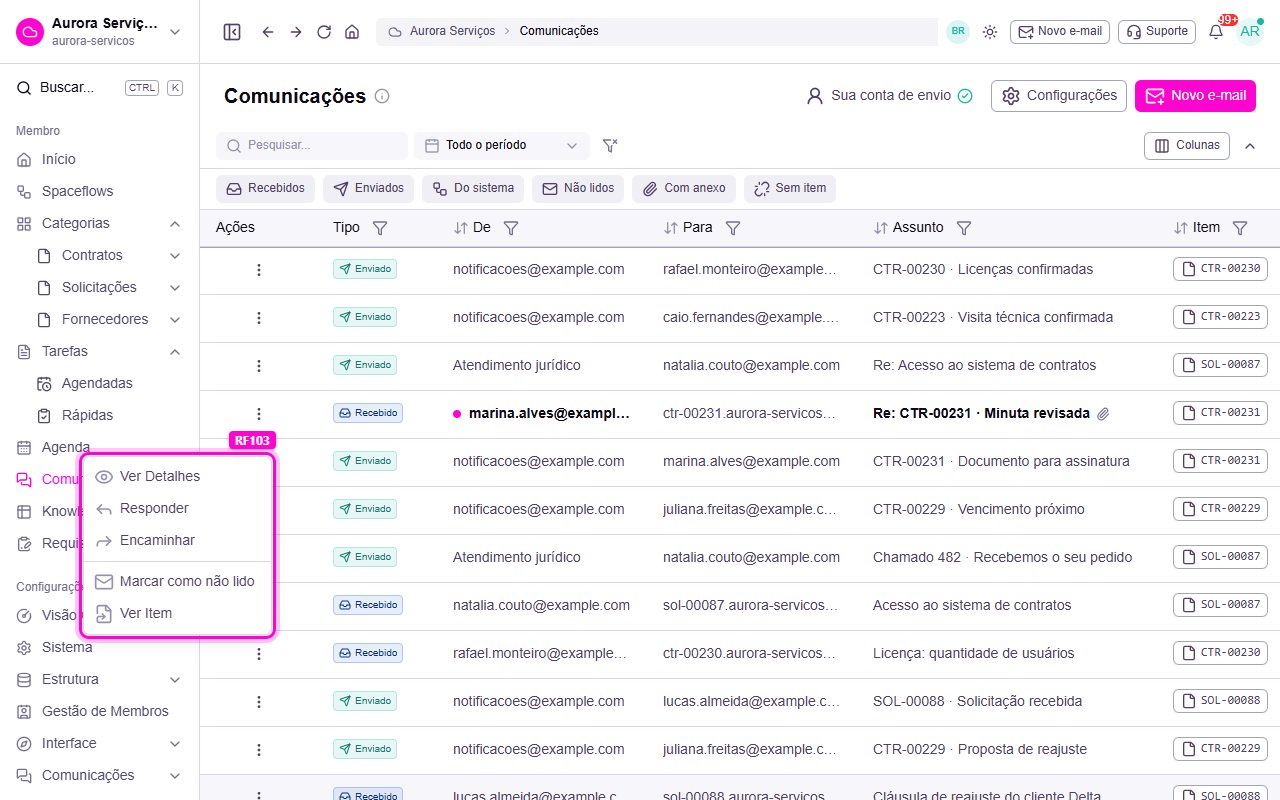 Aurora Serviç...
aurora-servicos
Aurora Serviços > Comunicações
BR
Novo e-mail
Suporte
99+
AR
Buscar...
CTRL K
Membro
Início
Spaceflows
Categorias
Contratos
Solicitações
Fornecedores
Tarefas
Agendadas
Rápidas
Agenda
Comu
Knowl
Requi
Configuraçõ
Visão
Sistema
Estrutura
Gestão de Membros
Interface
Comunicações
Comunicações
Sua conta de envio
Configurações
Novo e-mail
Pesquisar...
Todo o período
Colunas
Recebidos
Enviados
Do sistema
Não lidos
Com anexo
Sem item
Ações Tipo De Para Assunto Item
Enviado notificacoes@example.com rafael.monteiro@example... CTR-00230 · Licenças confirmadas CTR-00230
Enviado notificacoes@example.com caio.fernandes@example.... CTR-00223 · Visita técnica confirmada CTR-00223
Enviado Atendimento jurídico natalia.couto@example.com Re: Acesso ao sistema de contratos SOL-00087
Recebido marina.alves@exampl... ctr-00231.aurora-servicos... Re: CTR-00231 · Minuta revisada CTR-00231
Enviado notificacoes@example.com marina.alves@example.com CTR-00231 · Documento para assinatura CTR-00231
Enviado notificacoes@example.com juliana.freitas@example.c... CTR-00229 · Vencimento próximo CTR-00229
Enviado Atendimento jurídico natalia.couto@example.com Chamado 482 · Recebemos o seu pedido SOL-00087
Recebido natalia.couto@example.com sol-00087.aurora-servicos... Acesso ao sistema de contratos SOL-00087
Recebido rafael.monteiro@example... ctr-00230.aurora-servicos... Licença: quantidade de usuários CTR-00230
Enviado notificacoes@example.com lucas.almeida@example.c... SOL-00088 · Solicitação recebida SOL-00088
Enviado notificacoes@example.com juliana.freitas@example.c... CTR-00229 · Proposta de reajuste CTR-00229
Recebido lucas.almeida@example.c... sol-00088.aurora-servicos... Cláusula de reajuste do cliente Delta SOL-00088
RF103
Ver Detalhes
Responder
Encaminhar
Marcar como não lido
Ver Item